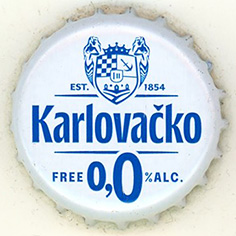 EST. 1854
Karlovačko
FREE 0,0 % ALC.